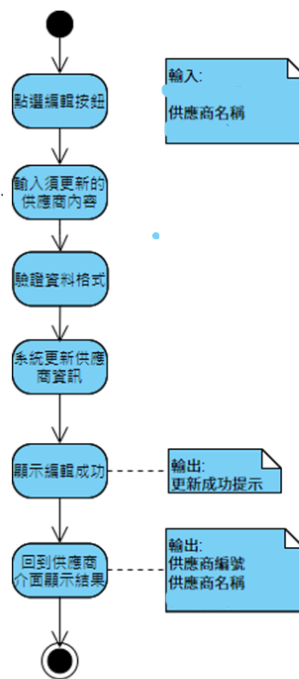 點選編輯按鈕
輸入:
供應商名稱
輸入須更新的
供應商內容
驗證資料格式
系統更新供應
商資訊
顯示編輯成功
輸出:
更新成功提示
回到供應商
介面顯示結果
輸出:
供應商編號
供應商名稱